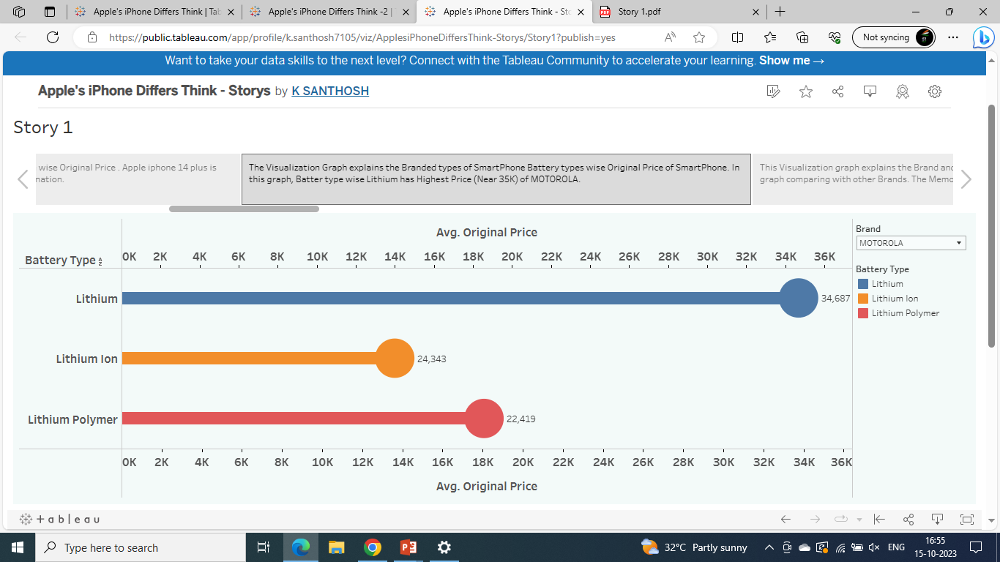 Apple's iPhone Differs Think | Tab
Apple's iPhone Differs Think -2 |
Apple's iPhone Differs Think - Sto
Story 1.pdf
https://public.tableau.com/app/profile/k.santhosh7105/viz/ApplesiPhoneDiffersThink-Storys/Story1?publish=yes
Not syncing
Want to take your data skills to the next level? Connect with the Tableau Community to accelerate your learning. Show me →
Apple's iPhone Differs Think - Storys by K SANTHOSH
Story 1
wise Original Price . Apple iphone 14 plus is
nation.
The Visualization Graph explains the Branded types of SmartPhone Battery types wise Original Price of SmartPhone. In
this graph, Batter type wise Lithium has Highest Price (Near 35K) of MOTOROLA.
This Visualization graph explains the Brand and
graph comparing with other Brands. The Memo
Avg. Original Price
Battery Type
0K 2K 4K 6K 8K 10K 12K 14K 16K 18K 20K 22K 24K 26K 28K 30K 32K 34K 36K
Lithium
34,687
Lithium Ion
24,343
Lithium Polymer
22,419
0K 2K 4K 6K 8K 10K 12K 14K 16K 18K 20K 22K 24K 26K 28K 30K 32K 34K 36K
Avg. Original Price
Brand
MOTOROLA
Battery Type
Lithium
Lithium Ion
Lithium Polymer
+ a b | e a u
Type here to search
32°C Partly sunny
ENG
16:55
15-10-2023